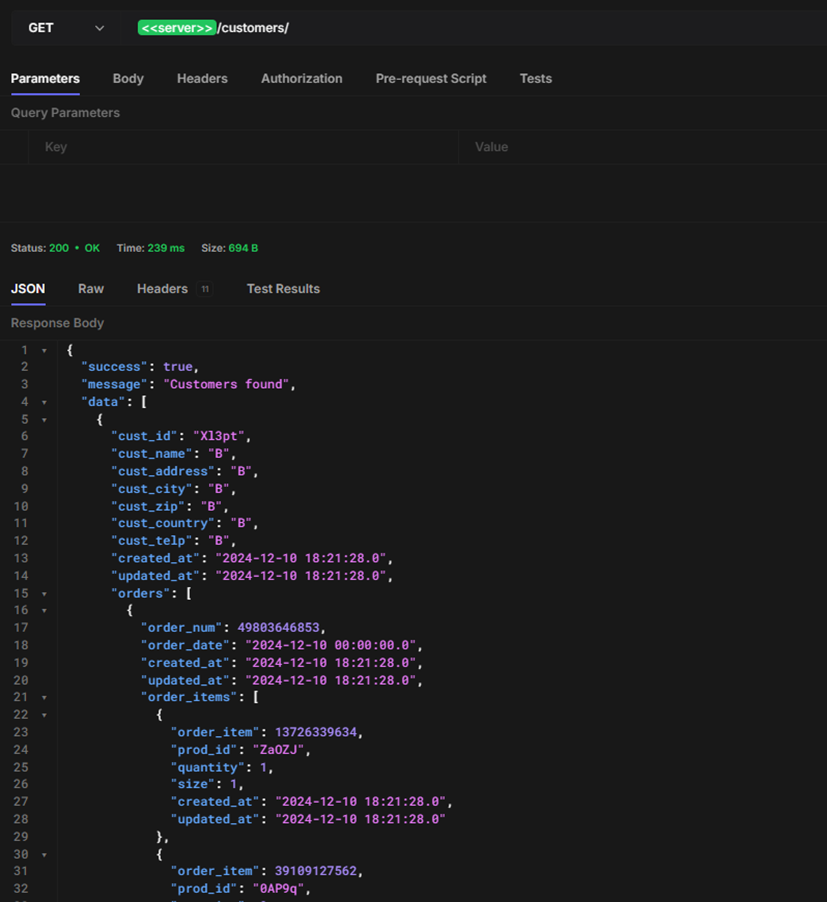 GET <<server>>/customers/
Parameters Body Headers Authorization Pre-request Script Tests
Query Parameters
Key Value
Status: 200 • OK Time: 239 ms Size: 694 B
JSON Raw Headers 11 Test Results
Response Body
1 {
2 "success": true,
3 "message": "Customers found",
4 "data": [
5 {
6 "cust_id": "Xl3pt",
7 "cust_name": "B",
8 "cust_address": "B",
9 "cust_city": "B",
10 "cust_zip": "B",
11 "cust_country": "B",
12 "cust_telp": "B",
13 "created_at": "2024-12-10 18:21:28.0",
14 "updated_at": "2024-12-10 18:21:28.0",
15 "orders": [
16 {
17 "order_num": 49803646853,
18 "order_date": "2024-12-10 00:00:00.0",
19 "created_at": "2024-12-10 18:21:28.0",
20 "updated_at": "2024-12-10 18:21:28.0",
21 "order_items": [
22 {
23 "order_item": 13726339634,
24 "prod_id": "ZaOZJ",
25 "quantity": 1,
26 "size": 1,
27 "created_at": "2024-12-10 18:21:28.0",
28 "updated_at": "2024-12-10 18:21:28.0"
29 },
30 {
31 "order_item": 39109127562,
32 "prod_id": "0AP9q",